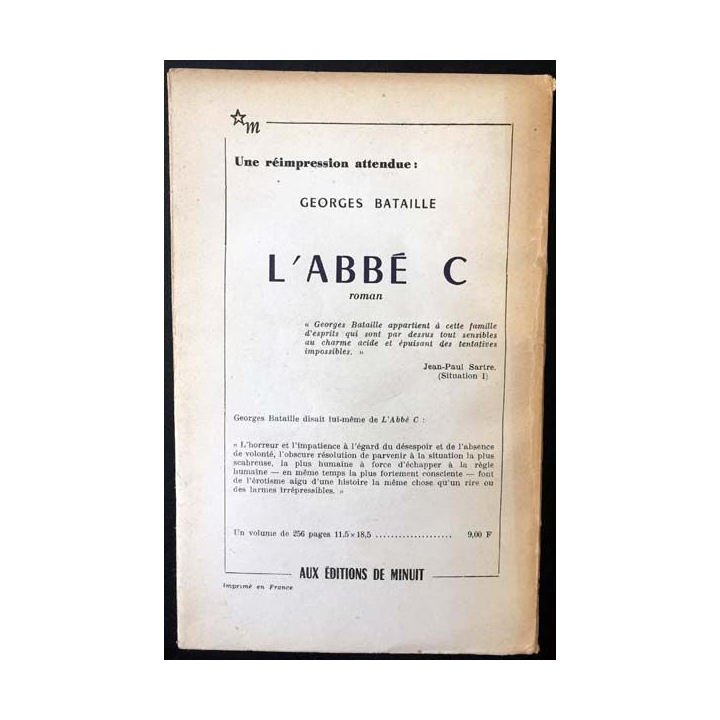 m
Une réimpression attendue :
GEORGES BATAILLE
L'ABBÉ C
roman
« Georges Bataille appartient à cette famille
d'esprits qui sont par dessus tout sensibles
au charme acide et épuisant des tentatives
impossibles. »
Jean-Paul Sartre.
(Situation I)
Georges Bataille disait lui-même de L'Abbé C :
« L'horreur et l'impatience à l'égard du désespoir et de l'absence
de volonté, l'obscure résolution de parvenir à la situation la plus
scabreuse, la plus humaine à force d'échapper à la règle
humaine — en même temps la plus fortement consciente — font
de l'érotisme aigu d'une histoire la même chose qu'un rire ou
des larmes irrépressibles. »
Un volume de 256 pages 11,5 × 18,5 .................... 9,00 F
AUX ÉDITIONS DE MINUIT
Imprimé en France